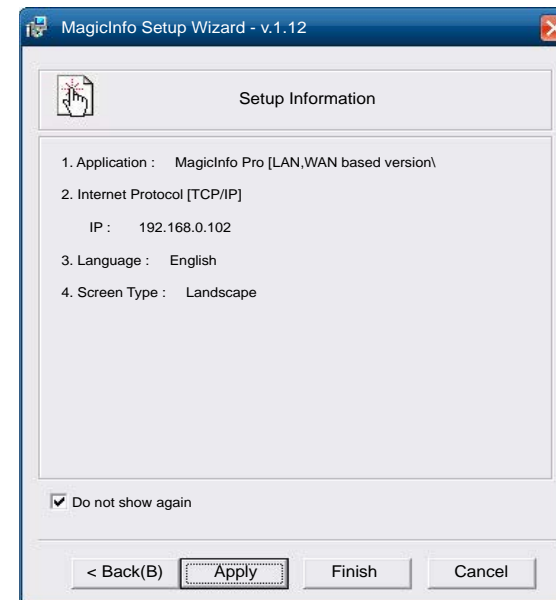 MagicInfo Setup Wizard - v.1.12
Setup Information
1. Application : MagicInfo Pro [LAN,WAN based version\
2. Internet Protocol [TCP/IP]
IP : 192.168.0.102
3. Language : English
4. Screen Type : Landscape
Do not show again
< Back(B) Apply Finish Cancel